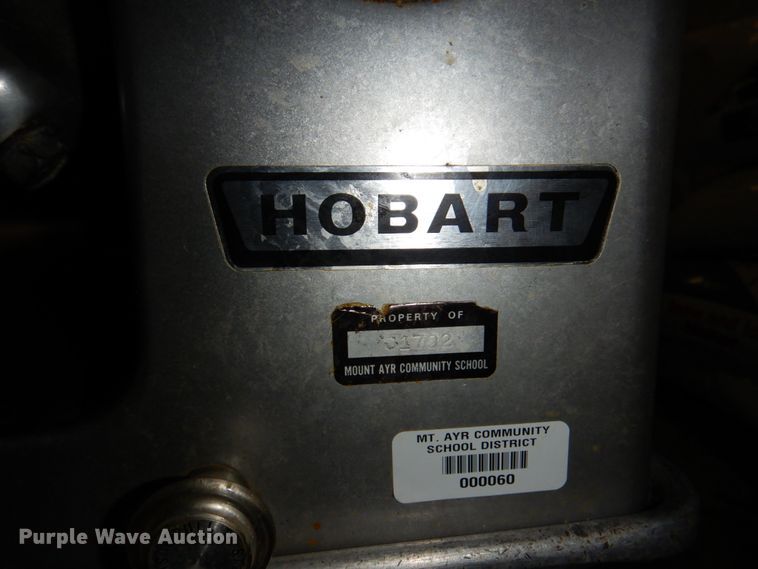 HOBART
PROPERTY OF
MOUNT AYR COMMUNITY SCHOOL
MT. AYR COMMUNITY
SCHOOL DISTRICT
000060
Purple Wave Auction